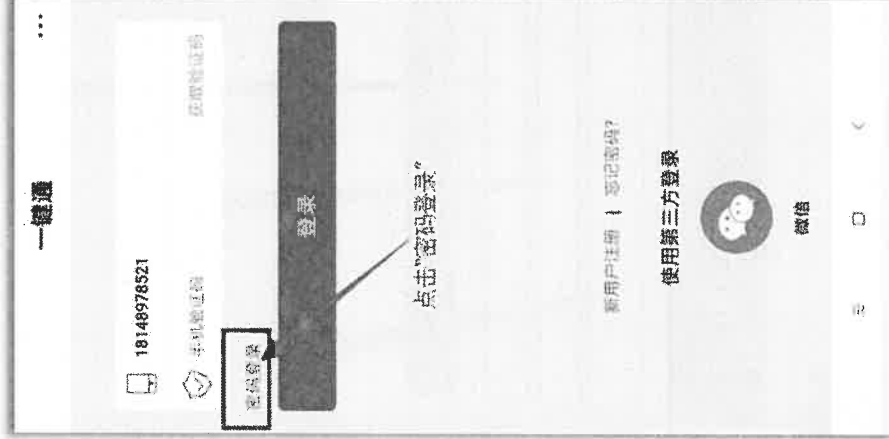 一键通
···
18148978521
手机验证码 获取验证码
密码登录
登录
点击"密码登录"
新用户注册 | 忘记密码?
使用第三方登录
微信